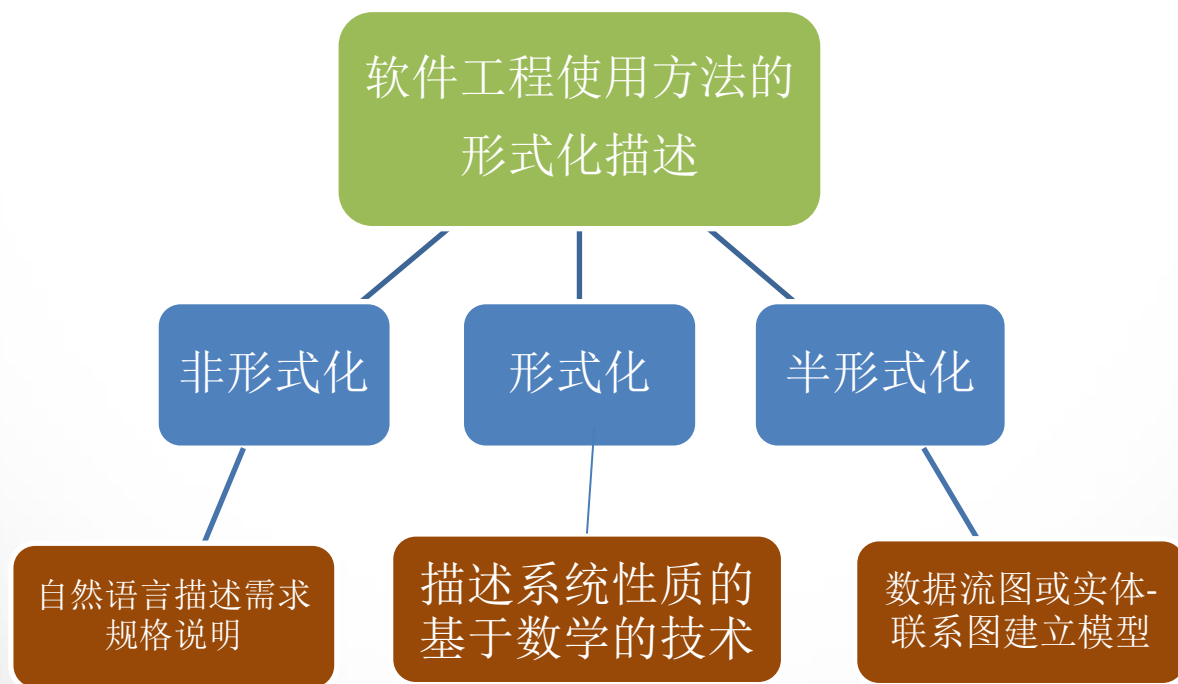 软件工程使用方法的
形式化描述
非形式化
形式化
半形式化
自然语言描述需求
规格说明
描述系统性质的
基于数学的技术
数据流图或实体-
联系图建立模型